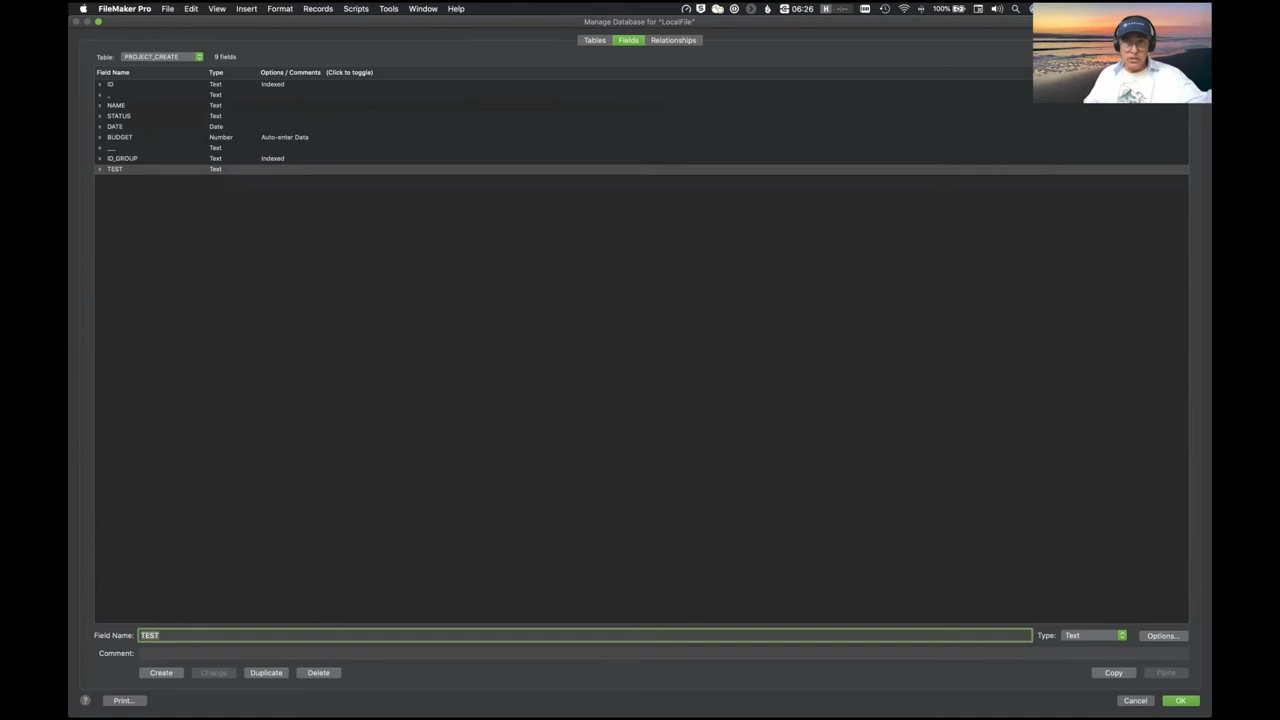 FileMaker Pro File Edit View Insert Format Records Scripts Tools Window Help 06:26 H 100%
Manage Database for "LocalFile"
Tables Fields Relationships
Table: PROJECT_CREATE 9 fields
Field Name Type Options / Comments (Click to toggle)
ID Text Indexed
_ Text
NAME Text
STATUS Text
DATE Date
BUDGET Number Auto-enter Data
__ Text
ID_GROUP Text Indexed
TEST Text
Field Name: TEST Type: Text Options...
Comment:
Create Change Duplicate Delete Copy Paste
? Print... Cancel OK